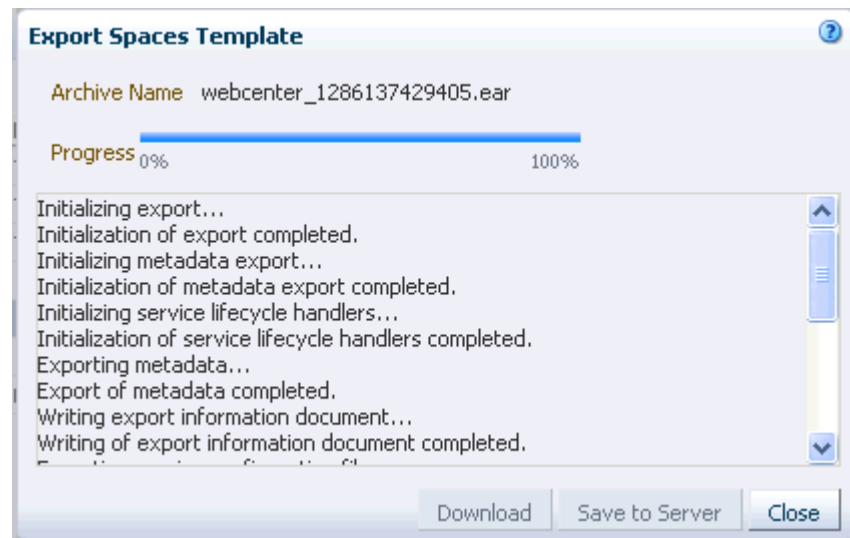 Export Spaces Template
Archive Name webcenter_1286137429405.ear
Progress 0% 100%
Initializing export...
Initialization of export completed.
Initializing metadata export...
Initialization of metadata export completed.
Initializing service lifecycle handlers...
Initialization of service lifecycle handlers completed.
Exporting metadata...
Export of metadata completed.
Writing export information document...
Writing of export information document completed.
Download Save to Server Close